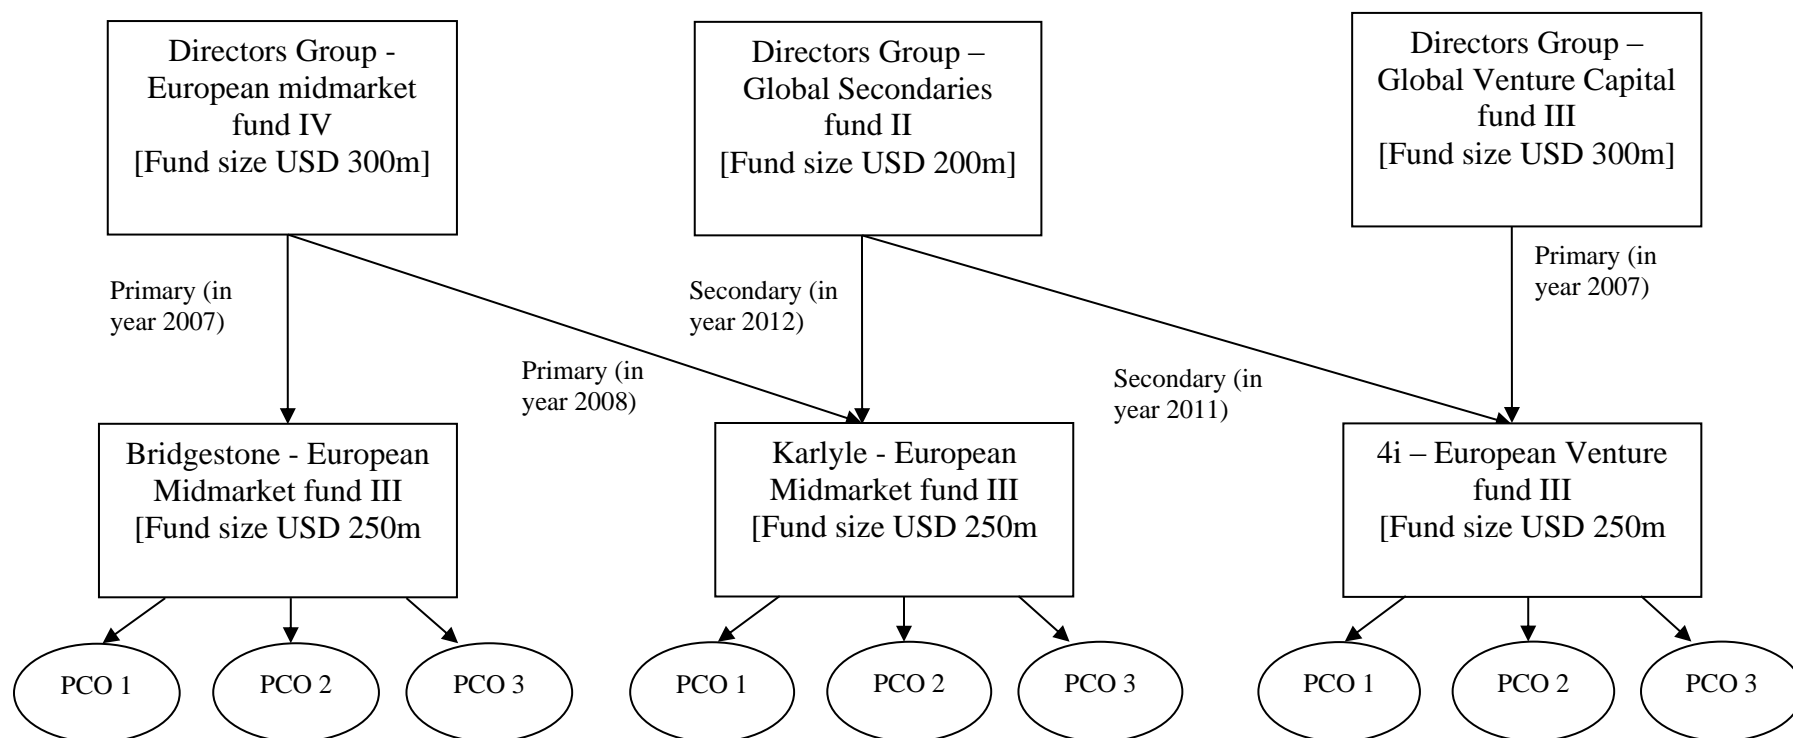 Directors Group -
European midmarket
fund IV
[Fund size USD 300m]
Directors Group –
Global Secondaries
fund II
[Fund size USD 200m]
Directors Group –
Global Venture Capital
fund III
[Fund size USD 300m]
Primary (in
year 2007)
Primary (in
year 2008)
Secondary (in
year 2012)
Secondary (in
year 2011)
Primary (in
year 2007)
Bridgestone - European
Midmarket fund III
[Fund size USD 250m
Karlyle - European
Midmarket fund III
[Fund size USD 250m
4i – European Venture
fund III
[Fund size USD 250m
PCO 1
PCO 2
PCO 3
PCO 1
PCO 2
PCO 3
PCO 1
PCO 2
PCO 3